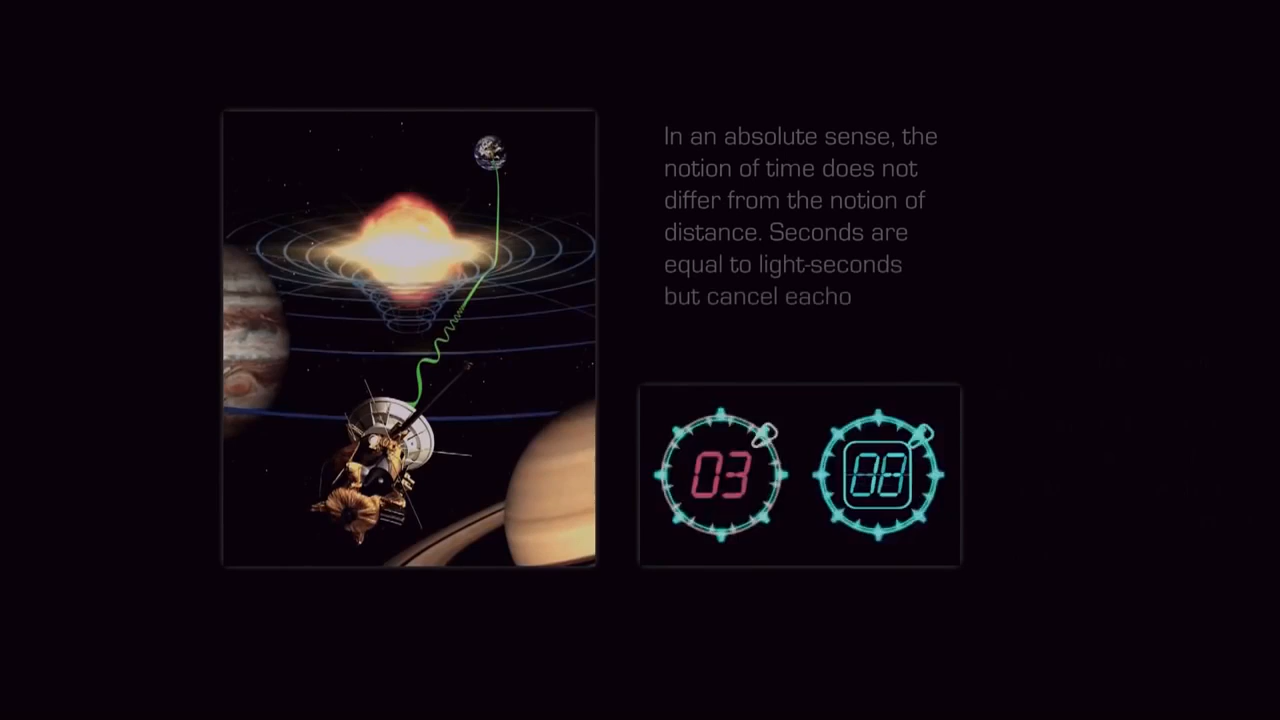 In an absolute sense, the
notion of time does not
differ from the notion of
distance. Seconds are
equal to light-seconds
but cancel eacho
03 08